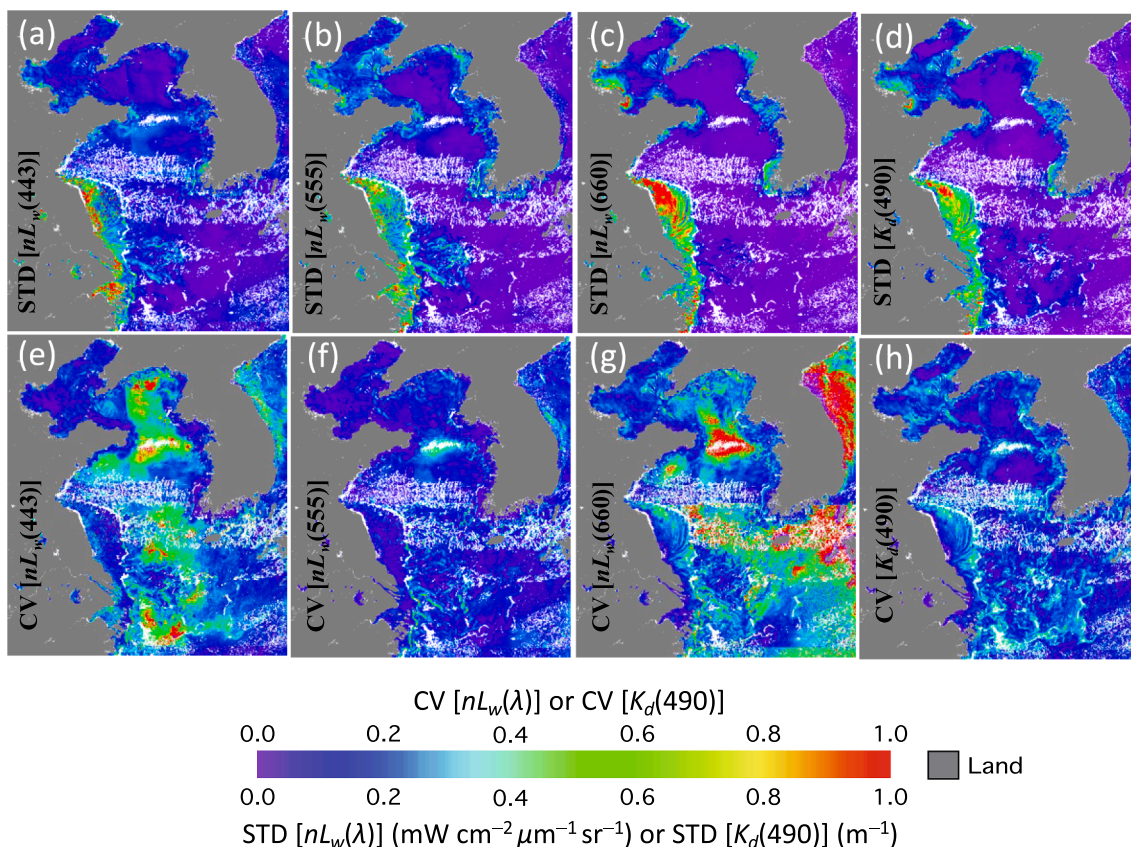 (a)
STD [nLw(443)]
(b)
STD [nLw(555)]
(c)
STD [nLw(660)]
(d)
STD [Kd(490)]
(e)
CV [nLw(443)]
(f)
CV [nLw(555)]
(g)
CV [nLw(660)]
(h)
CV [Kd(490)]
CV [nLw(λ)] or CV [Kd(490)]
0.0 0.2 0.4 0.6 0.8 1.0
Land
0.0 0.2 0.4 0.6 0.8 1.0
STD [nLw(λ)] (mW cm⁻² μm⁻¹ sr⁻¹) or STD [Kd(490)] (m⁻¹)